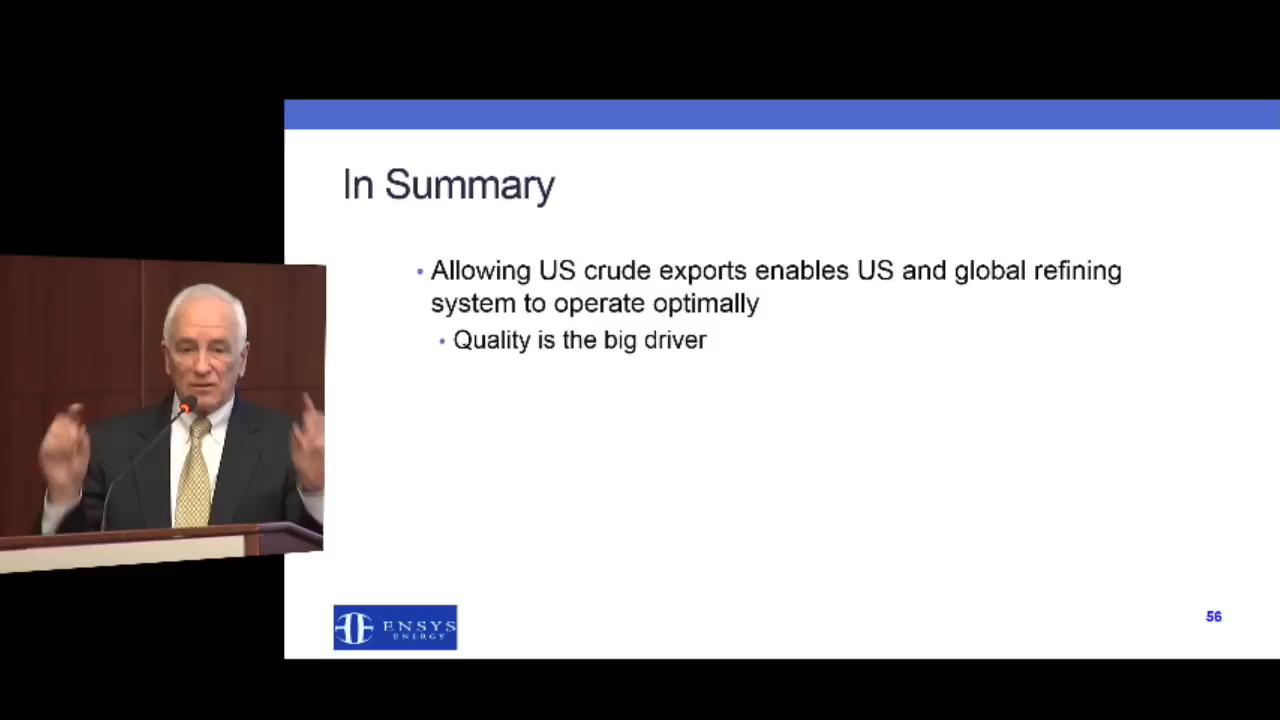 In Summary
• Allowing US crude exports enables US and global refining
system to operate optimally
• Quality is the big driver
ENSYS
ENERGY
56